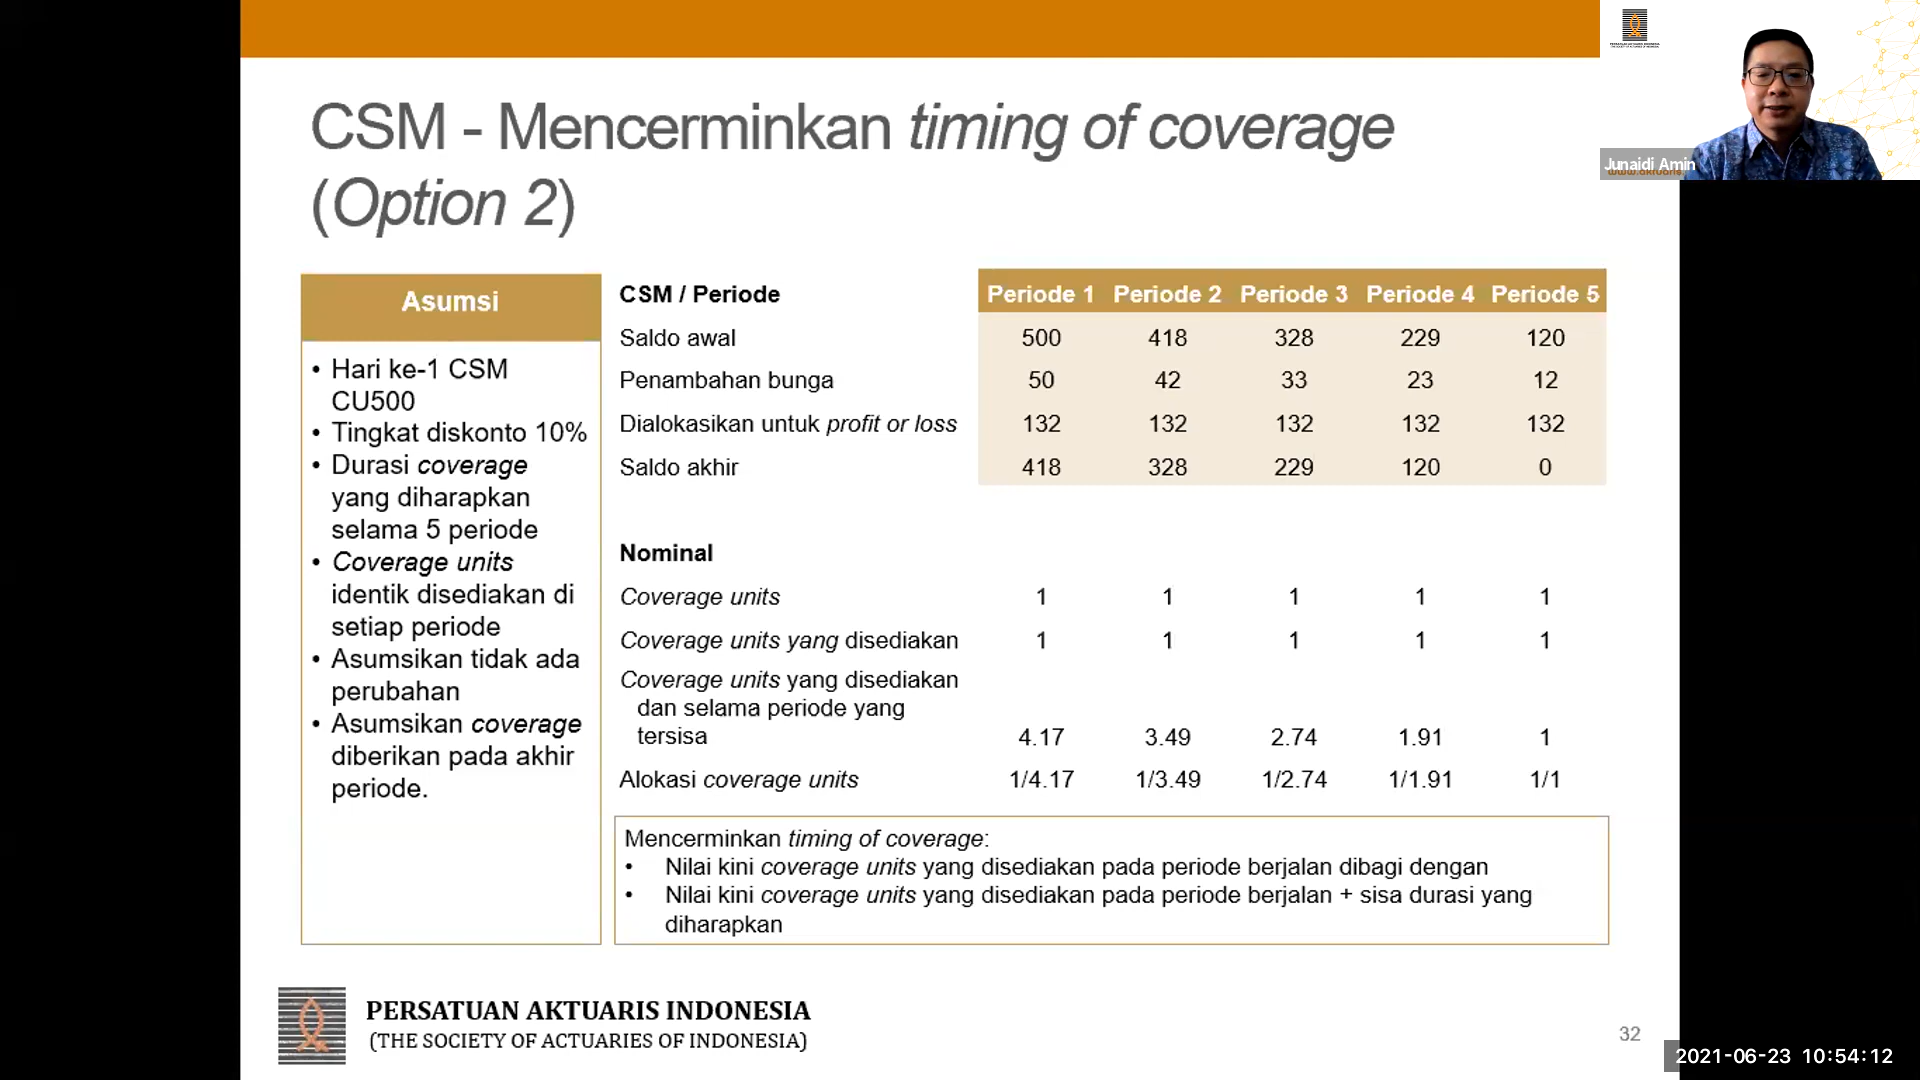 CSM - Mencerminkan timing of coverage
(Option 2)
Junaidi Amin
Asumsi
• Hari ke-1 CSM
CU500
• Tingkat diskonto 10%
• Durasi coverage
yang diharapkan
selama 5 periode
• Coverage units
identik disediakan di
setiap periode
• Asumsikan tidak ada
perubahan
• Asumsikan coverage
diberikan pada akhir
periode.
CSM / Periode Periode 1 Periode 2 Periode 3 Periode 4 Periode 5
Saldo awal 500 418 328 229 120
Penambahan bunga 50 42 33 23 12
Dialokasikan untuk profit or loss 132 132 132 132 132
Saldo akhir 418 328 229 120 0
Nominal
Coverage units 1 1 1 1 1
Coverage units yang disediakan 1 1 1 1 1
Coverage units yang disediakan
dan selama periode yang
tersisa 4.17 3.49 2.74 1.91 1
Alokasi coverage units 1/4.17 1/3.49 1/2.74 1/1.91 1/1
Mencerminkan timing of coverage:
• Nilai kini coverage units yang disediakan pada periode berjalan dibagi dengan
• Nilai kini coverage units yang disediakan pada periode berjalan + sisa durasi yang
diharapkan
PERSATUAN AKTUARIS INDONESIA
(THE SOCIETY OF ACTUARIES OF INDONESIA)
32
2021-06-23 10:54:12